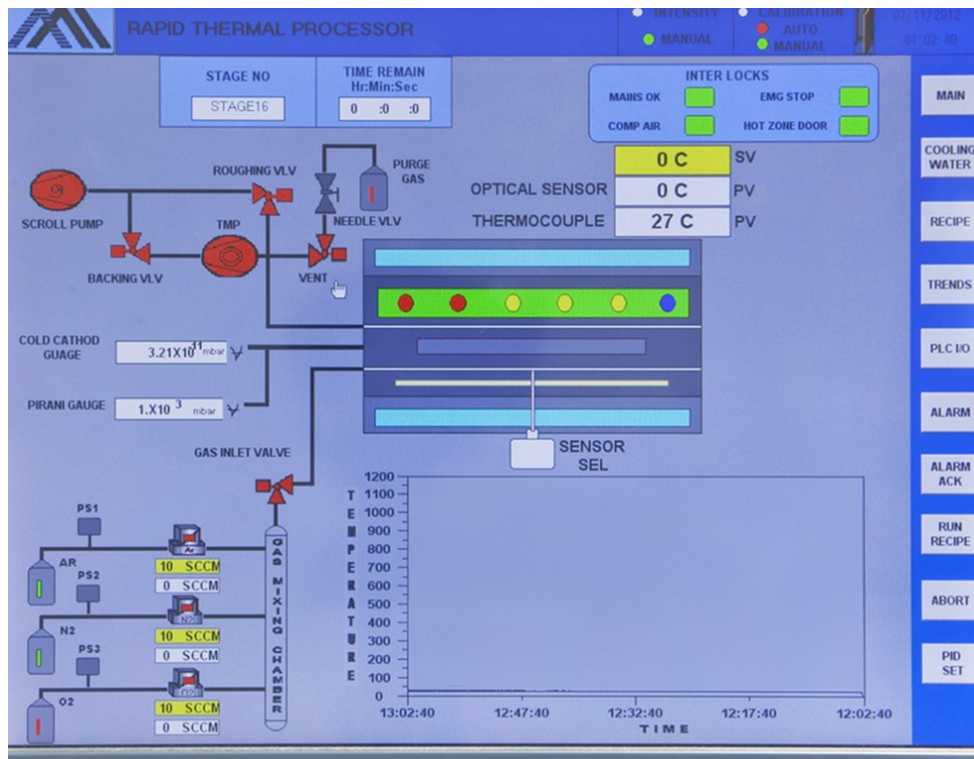 RAPID THERMAL PROCESSOR
INTENSITY
MANUAL
CALIBRATION
AUTO
MANUAL
07/11/2012
01:02:40
STAGE NO
STAGE16
TIME REMAIN
Hr:Min:Sec
0 :0 :0
INTER LOCKS
MAINS OK
EMG STOP
COMP AIR
HOT ZONE DOOR
0 C SV
OPTICAL SENSOR 0 C PV
THERMOCOUPLE 27 C PV
SCROLL PUMP
ROUGHING VLV
PURGE
GAS
NEEDLE VLV
TMP
BACKING VLV
VENT
COLD CATHOD
GUAGE
3.21X10 11 mbar
PIRANI GAUGE
1.X10 3 mbar
GAS INLET VALVE
SENSOR
SEL
PS1
AR
Ar
10 SCCM
0 SCCM
PS2
N2
10 SCCM
0 SCCM
PS3
O2
10 SCCM
0 SCCM
GAS MIXING CHAMBER
TEMPERATURE
1200
1100
1000
900
800
700
600
500
400
300
200
100
0
13:02:40 12:47:40 12:32:40 12:17:40 12:02:40
TIME
MAIN
COOLING
WATER
RECIPE
TRENDS
PLC I/O
ALARM
ALARM
ACK
RUN
RECIPE
ABORT
PID
SET